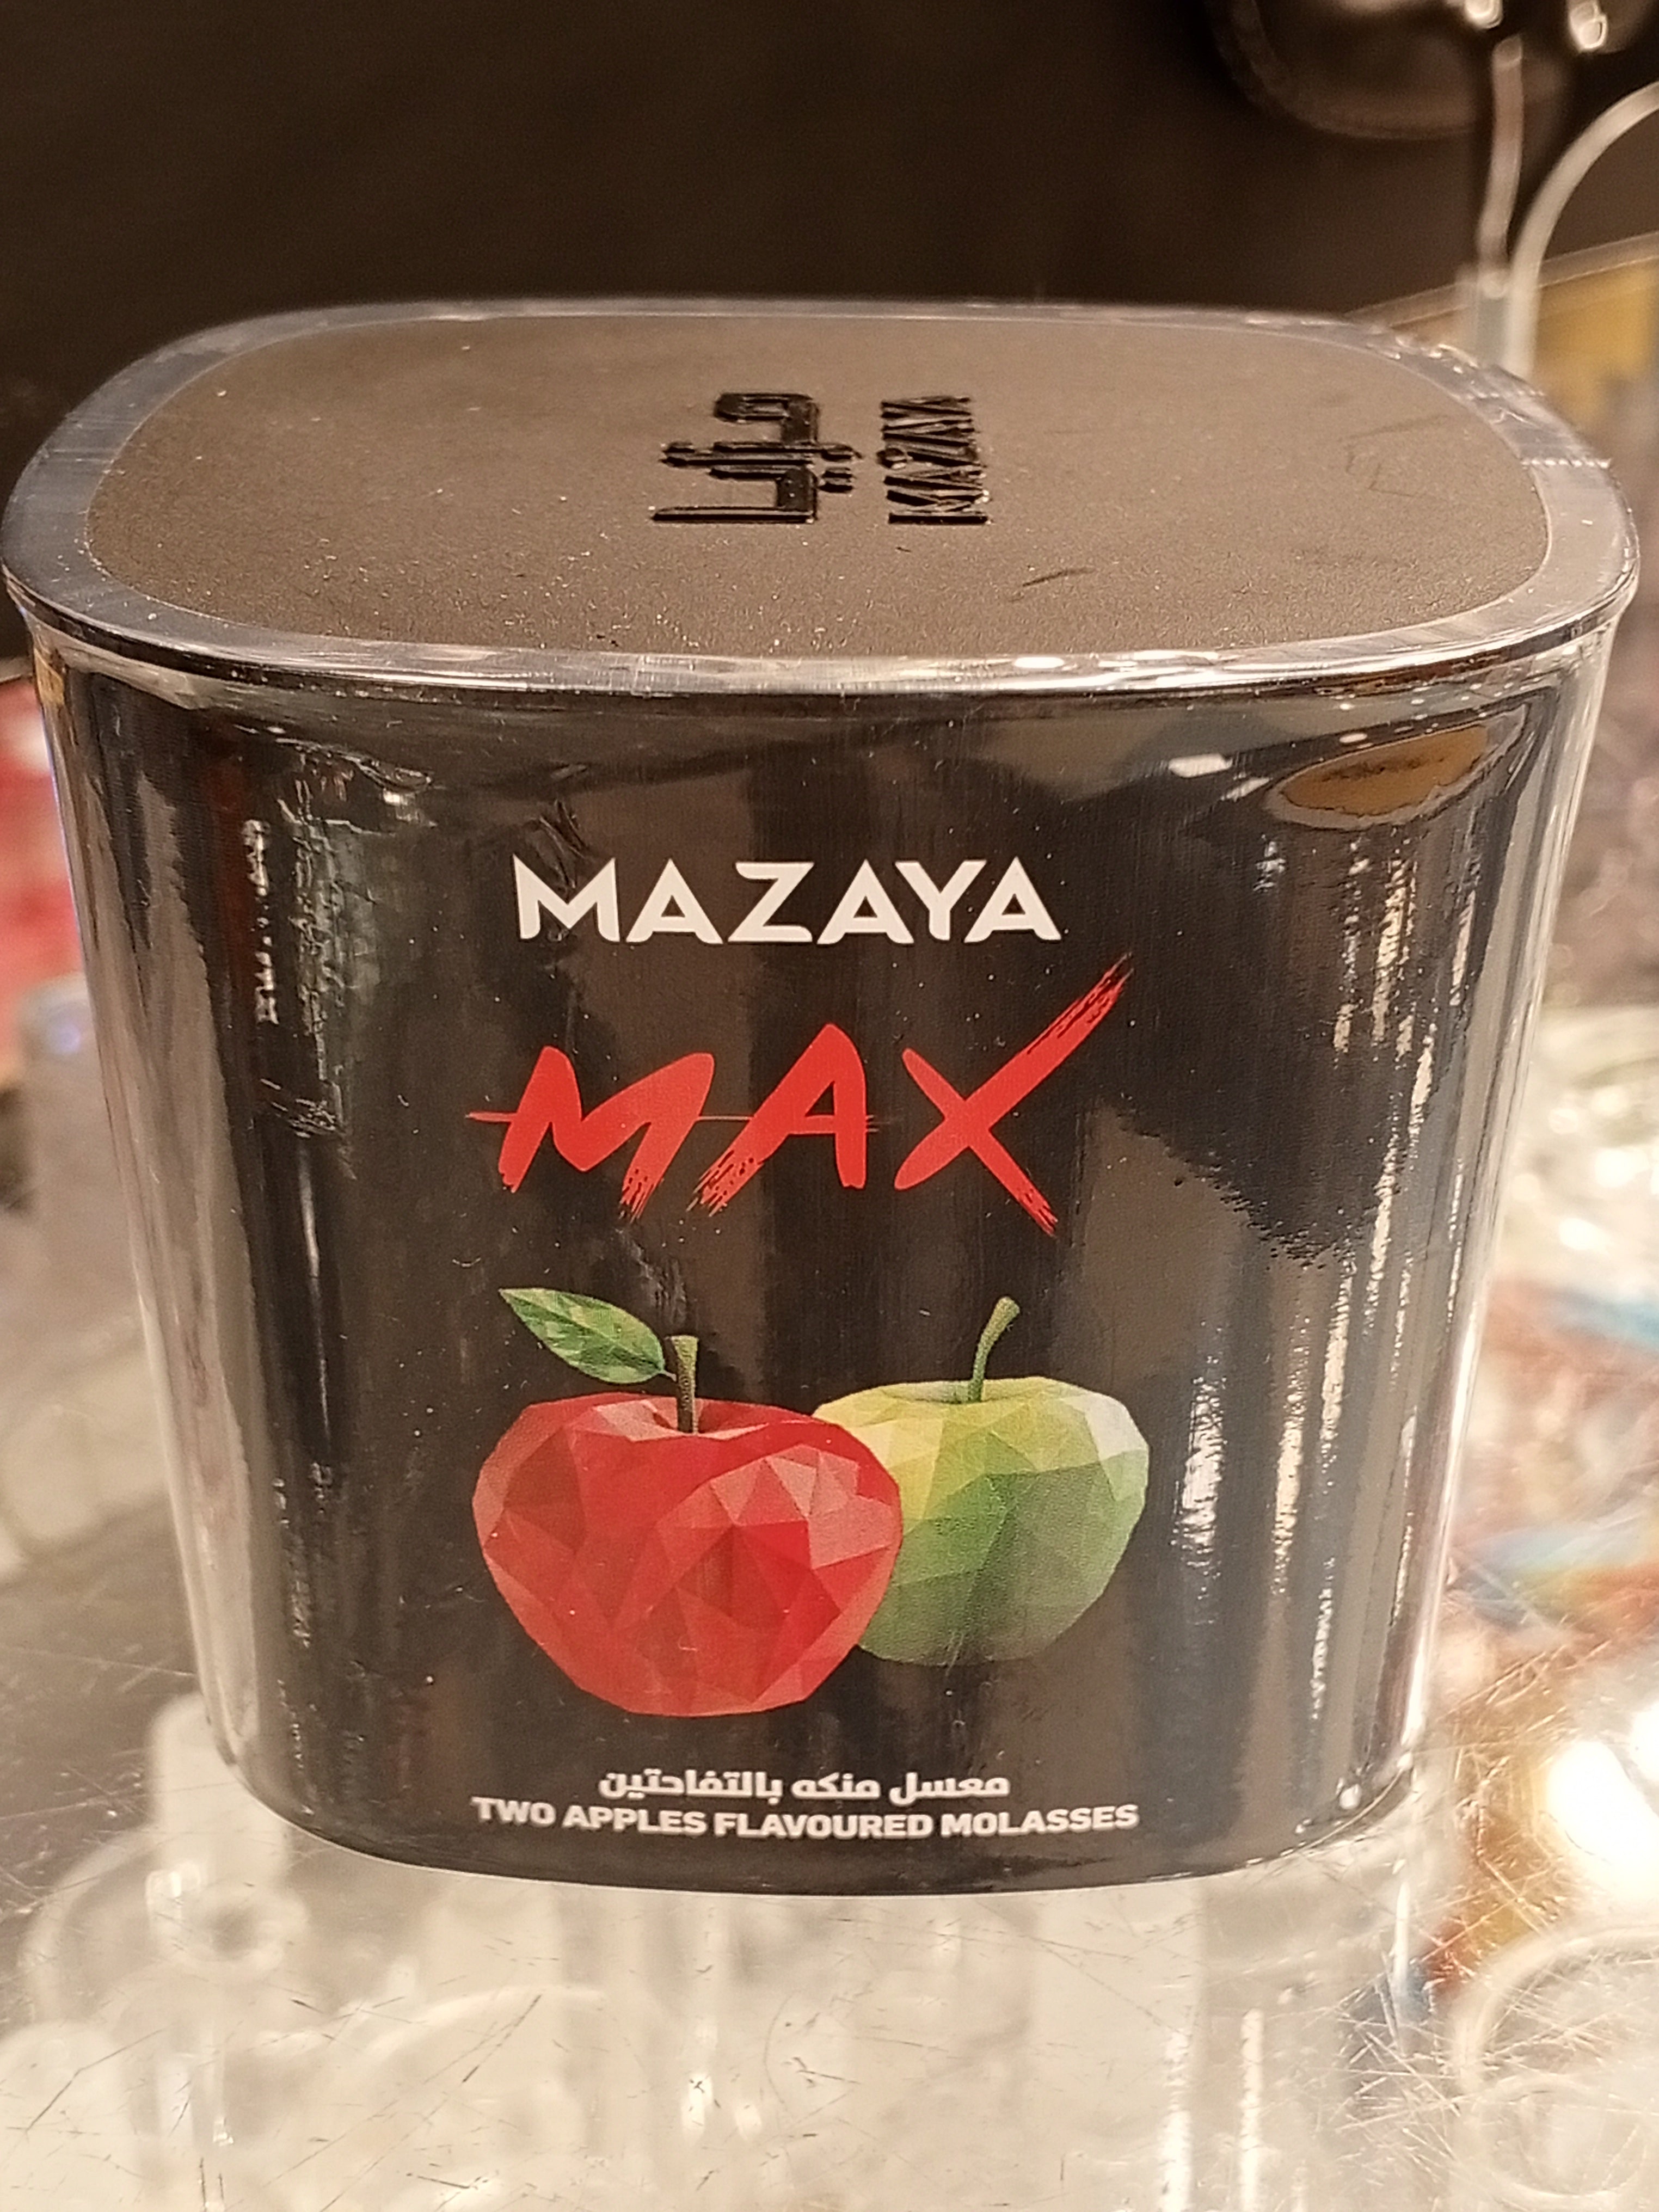 مزايا
MAZAYA
MAZAYA
MAX
معسل منكه بالتفاحتين
TWO APPLES FLAVOURED MOLASSES